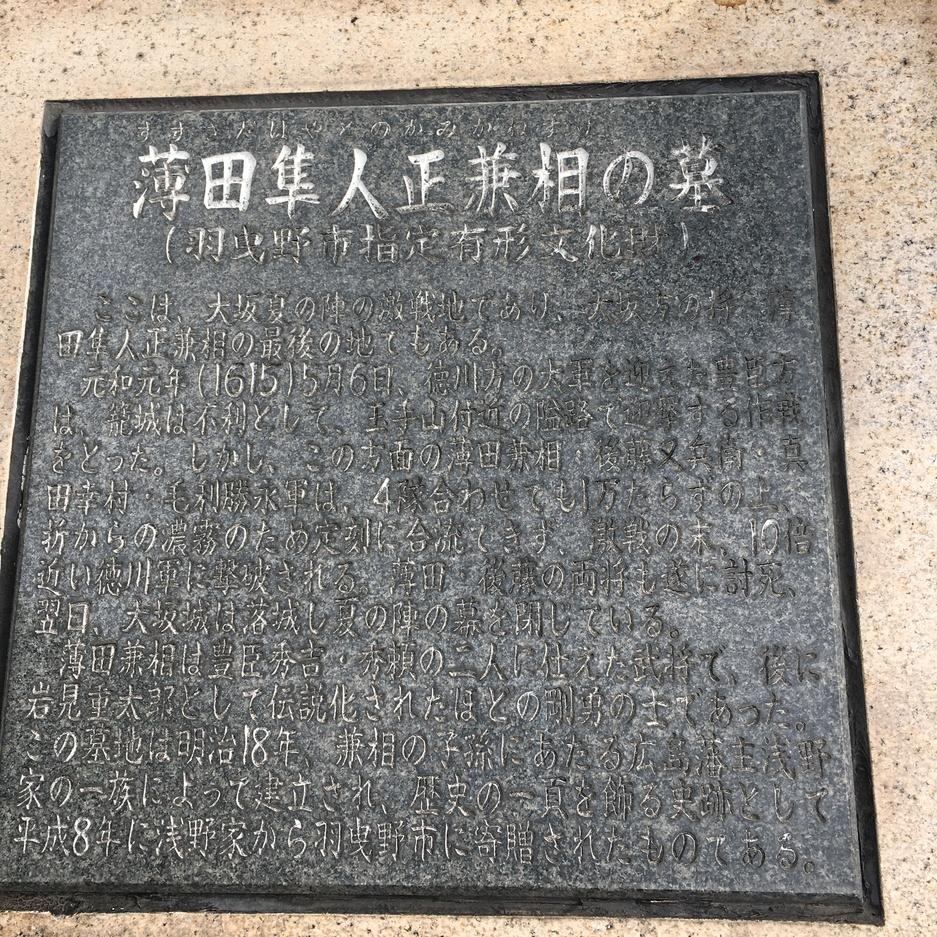 すすきだはやとのかみかねすけ
薄田隼人正兼相の墓
(羽曳野市指定有形文化財)
ここは、大坂夏の陣の激戦地であり、大坂方の将・薄
田隼人正兼相の最後の地でもある。
元和元年(1615)5月6日、徳川方の大軍を迎えた豊臣方
は、籠城は不利として、玉手山付近の隘路で迎撃する作戦
をとった。しかし、この方面の薄田兼相・後藤又兵衛・真
田幸村・毛利勝永軍は、4隊合わせても1万たらずの上、
折からの濃霧のため定刻に合流できず、激戦の末、10倍
近い徳川軍に撃破される。薄田・後藤の両将も遂に討死、
翌日、大坂城は落城し夏の陣の幕を閉じている。
薄田兼相は豊臣秀吉・秀頼の二人に仕えた武将で、後に
岩見重太郎として伝説化されたほどの剛勇の士であった。
この墓地は明治18年、兼相の子孫にあたる広島藩主浅野
家の一族によって建立され、歴史の一頁を飾る史跡として
平成8年に浅野家から羽曳野市に寄贈されたものである。